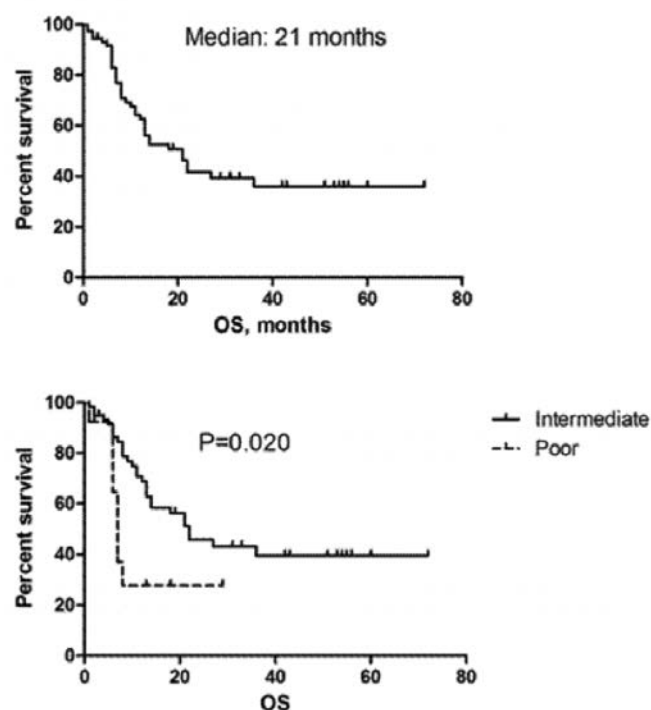 Median: 21 months
Percent survival
100
80
60
40
20
0
0 20 40 60 80
OS, months
P=0.020
Percent survival
100
80
60
40
20
0
0 20 40 60 80
OS
Intermediate
Poor